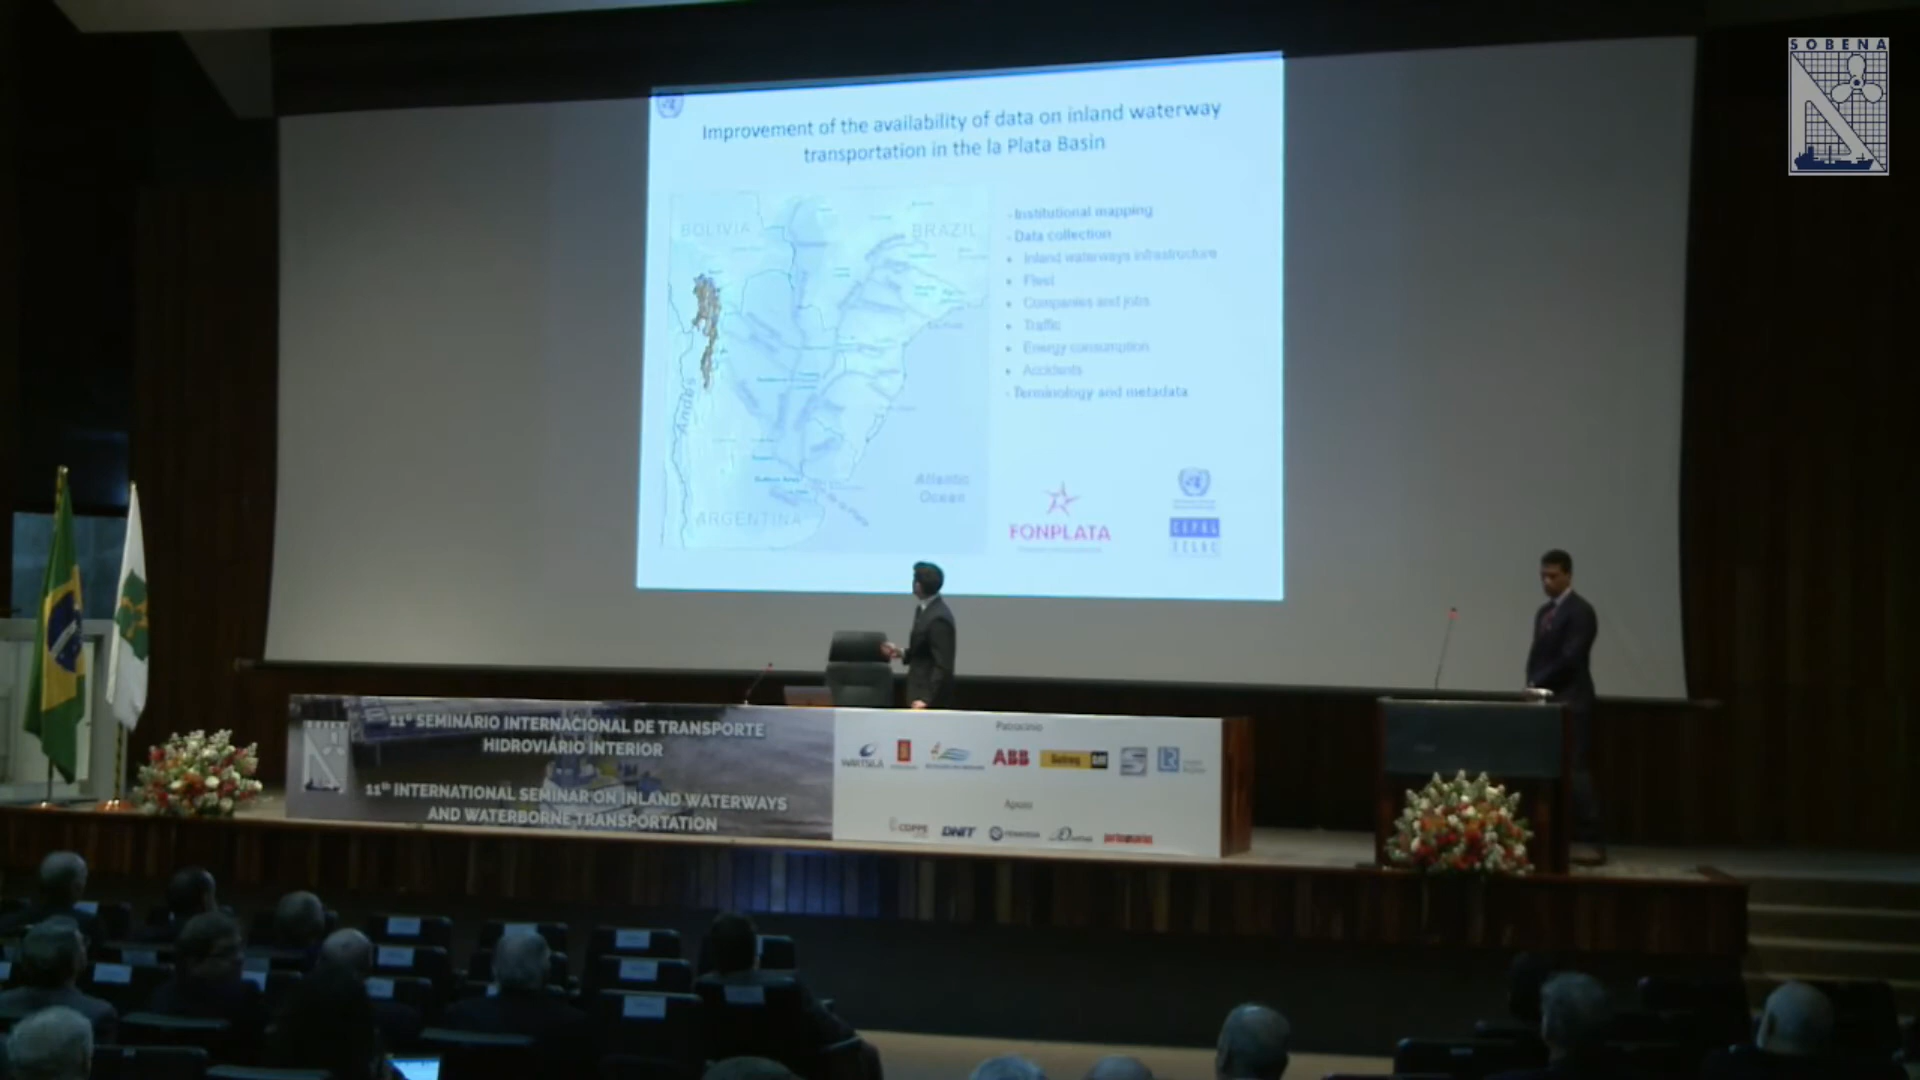 SOBENA
Improvement of the availability of data on inland waterway
transportation in the la Plata Basin
BOLIVIA
BRAZIL
Andes
Atlantic
Ocean
ARGENTINA
- Institutional mapping
- Data collection
• Inland waterways infrastructure
• Fleet
• Companies and jobs
• Traffic
• Energy consumption
• Accidents
- Terminology and metadata
FONPLATA
CEPAL
ECLAC
11º SEMINÁRIO INTERNACIONAL DE TRANSPORTE
HIDROVIÁRIO INTERIOR
11th INTERNATIONAL SEMINAR ON INLAND WATERWAYS
AND WATERBORNE TRANSPORTATION
Patrocínio
WÄRTSILÄ
ABB
Sotreq
LR
Apoio
COPPE
DNIT